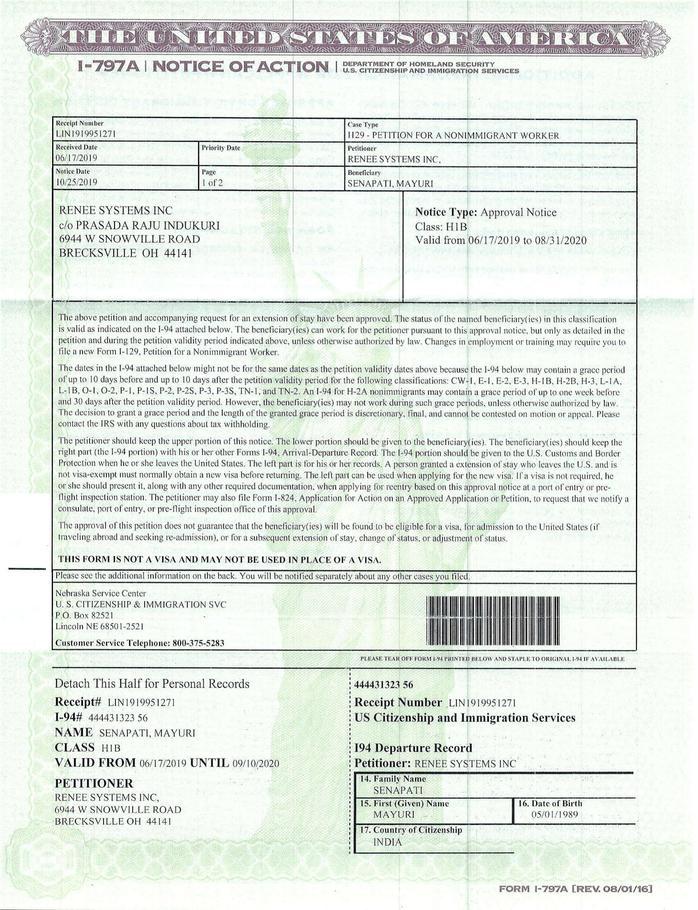 THE UNITED STATES OF AMERICA
I-797A | NOTICE OF ACTION | DEPARTMENT OF HOMELAND SECURITY
U.S. CITIZENSHIP AND IMMIGRATION SERVICES
Receipt Number
LIN1919951271
Case Type
I129 - PETITION FOR A NONIMMIGRANT WORKER
Received Date
06/17/2019
Priority Date
Petitioner
RENEE SYSTEMS INC,
Notice Date
10/25/2019
Page
1 of 2
Beneficiary
SENAPATI, MAYURI
RENEE SYSTEMS INC
c/o PRASADA RAJU INDUKURI
6944 W SNOWVILLE ROAD
BRECKSVILLE OH 44141
Notice Type: Approval Notice
Class: H1B
Valid from 06/17/2019 to 08/31/2020
The above petition and accompanying request for an extension of stay have been approved. The status of the named beneficiary(ies) in this classification
is valid as indicated on the I-94 attached below. The beneficiary(ies) can work for the petitioner pursuant to this approval notice, but only as detailed in the
petition and during the petition validity period indicated above, unless otherwise authorized by law. Changes in employment or training may require you to
file a new Form I-129, Petition for a Nonimmigrant Worker.
The dates in the I-94 attached below might not be for the same dates as the petition validity dates above because the I-94 below may contain a grace period
of up to 10 days before and up to 10 days after the petition validity period for the following classifications: CW-1, E-1, E-2, E-3, H-1B, H-2B, H-3, L-1A,
L-1B, O-1, O-2, P-1, P-1S, P-2, P-2S, P-3, P-3S, TN-1, and TN-2. An I-94 for H-2A nonimmigrants may contain a grace period of up to one week before
and 30 days after the petition validity period. However, the beneficiary(ies) may not work during such grace periods, unless otherwise authorized by law.
The decision to grant a grace period and the length of the granted grace period is discretionary, final, and cannot be contested on motion or appeal. Please
contact the IRS with any questions about tax withholding.
The petitioner should keep the upper portion of this notice. The lower portion should be given to the beneficiary(ies). The beneficiary(ies) should keep the
right part (the I-94 portion) with his or her other Forms I-94, Arrival-Departure Record. The I-94 portion should be given to the U.S. Customs and Border
Protection when he or she leaves the United States. The left part is for his or her records. A person granted a extension of stay who leaves the U.S. and is
not visa-exempt must normally obtain a new visa before returning. The left part can be used when applying for the new visa. If a visa is not required, he
or she should present it, along with any other required documentation, when applying for reentry based on this approval notice at a port of entry or pre-
flight inspection station. The petitioner may also file Form I-824, Application for Action on an Approved Application or Petition, to request that we notify a
consulate, port of entry, or pre-flight inspection office of this approval.
The approval of this petition does not guarantee that the beneficiary(ies) will be found to be eligible for a visa, for admission to the United States (if
traveling abroad and seeking re-admission), or for a subsequent extension of stay, change of status, or adjustment of status.
THIS FORM IS NOT A VISA AND MAY NOT BE USED IN PLACE OF A VISA.
Please see the additional information on the back. You will be notified separately about any other cases you filed.
Nebraska Service Center
U. S. CITIZENSHIP & IMMIGRATION SVC
P.O. Box 82521
Lincoln NE 68501-2521
Customer Service Telephone: 800-375-5283
PLEASE TEAR OFF FORM I-94 PRINTED BELOW AND STAPLE TO ORIGINAL I-94 IF AVAILABLE
Detach This Half for Personal Records
Receipt# LIN1919951271
I-94# 444431323 56
NAME SENAPATI, MAYURI
CLASS H1B
VALID FROM 06/17/2019 UNTIL 09/10/2020
PETITIONER
RENEE SYSTEMS INC,
6944 W SNOWVILLE ROAD
BRECKSVILLE OH 44141
444431323 56
Receipt Number LIN1919951271
US Citizenship and Immigration Services
I94 Departure Record
Petitioner: RENEE SYSTEMS INC
14. Family Name
SENAPATI
15. First (Given) Name
MAYURI
16. Date of Birth
05/01/1989
17. Country of Citizenship
INDIA
FORM I-797A [REV. 08/01/16]